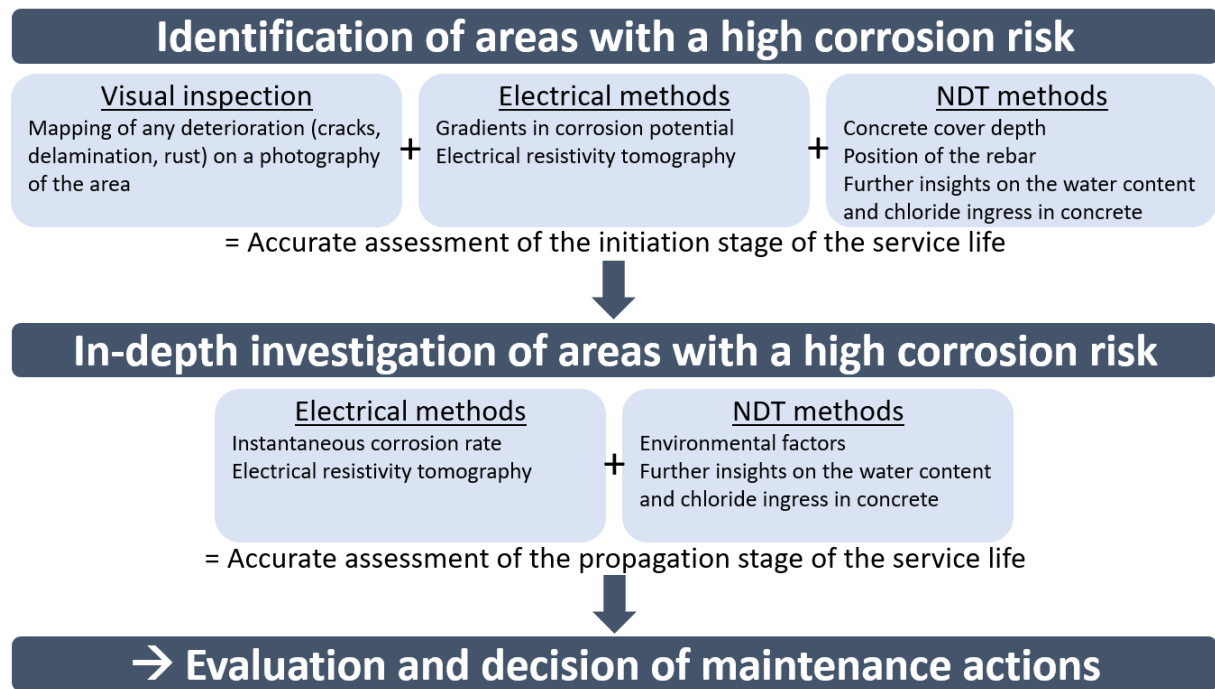 Identification of areas with a high corrosion risk
Visual inspection
Mapping of any deterioration (cracks,
delamination, rust) on a photography
of the area
+
Electrical methods
Gradients in corrosion potential
Electrical resistivity tomography
+
NDT methods
Concrete cover depth
Position of the rebar
Further insights on the water content
and chloride ingress in concrete
= Accurate assessment of the initiation stage of the service life
In-depth investigation of areas with a high corrosion risk
Electrical methods
Instantaneous corrosion rate
Electrical resistivity tomography
+
NDT methods
Environmental factors
Further insights on the water content
and chloride ingress in concrete
= Accurate assessment of the propagation stage of the service life
→ Evaluation and decision of maintenance actions